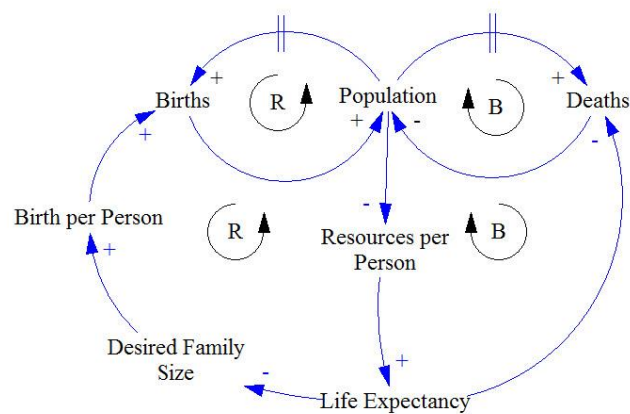 +
+
Births
R
Population
B
Deaths
+
-
-
+
Birth per Person
-
R
Resources per
Person
B
+
Desired Family
Size
+
-
Life Expectancy